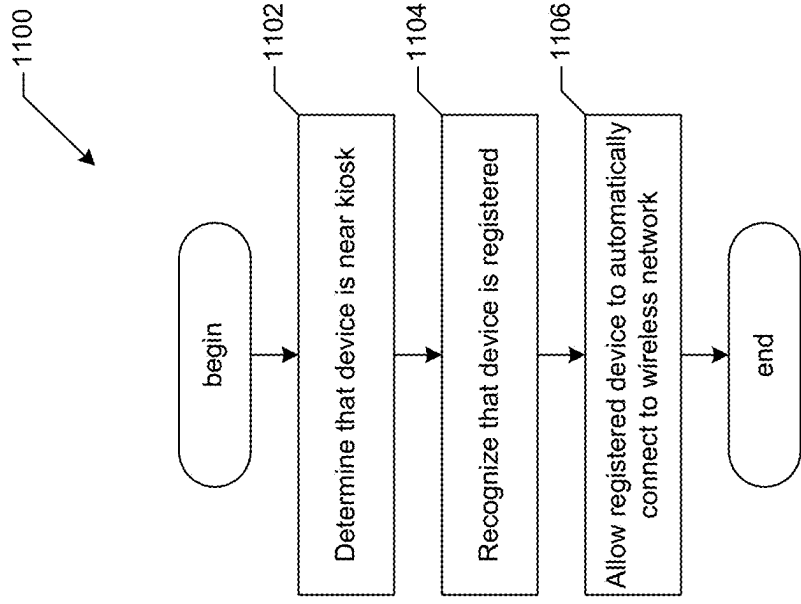 1100
begin
1102
Determine that device is near kiosk
1104
Recognize that device is registered
1106
Allow registered device to automatically
connect to wireless network
end